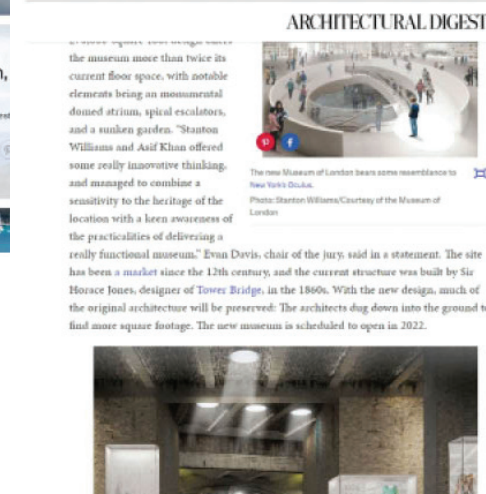 ARCHITECTURAL DIGEST
the museum more than twice its
current floor space, with notable
elements being an monumental
domed atrium, spiral escalators,
and a sunken garden. "Stanton
Williams and Asif Khan offered
some really innovative thinking,
and managed to combine a
sensitivity to the heritage of the
location with a keen awareness of
the practicalities of delivering a
The new Museum of London bears some resemblance to
New York's Oculus.
Photo: Stanton Williams/Courtesy of the Museum of
London
really functional museum," Evan Davis, chair of the jury, said in a statement. The site
has been a market since the 12th century, and the current structure was built by Sir
Horace Jones, designer of Tower Bridge, in the 1860s. With the new design, much of
the original architecture will be preserved: The architects dug down into the ground t
find more square footage. The new museum is scheduled to open in 2022.